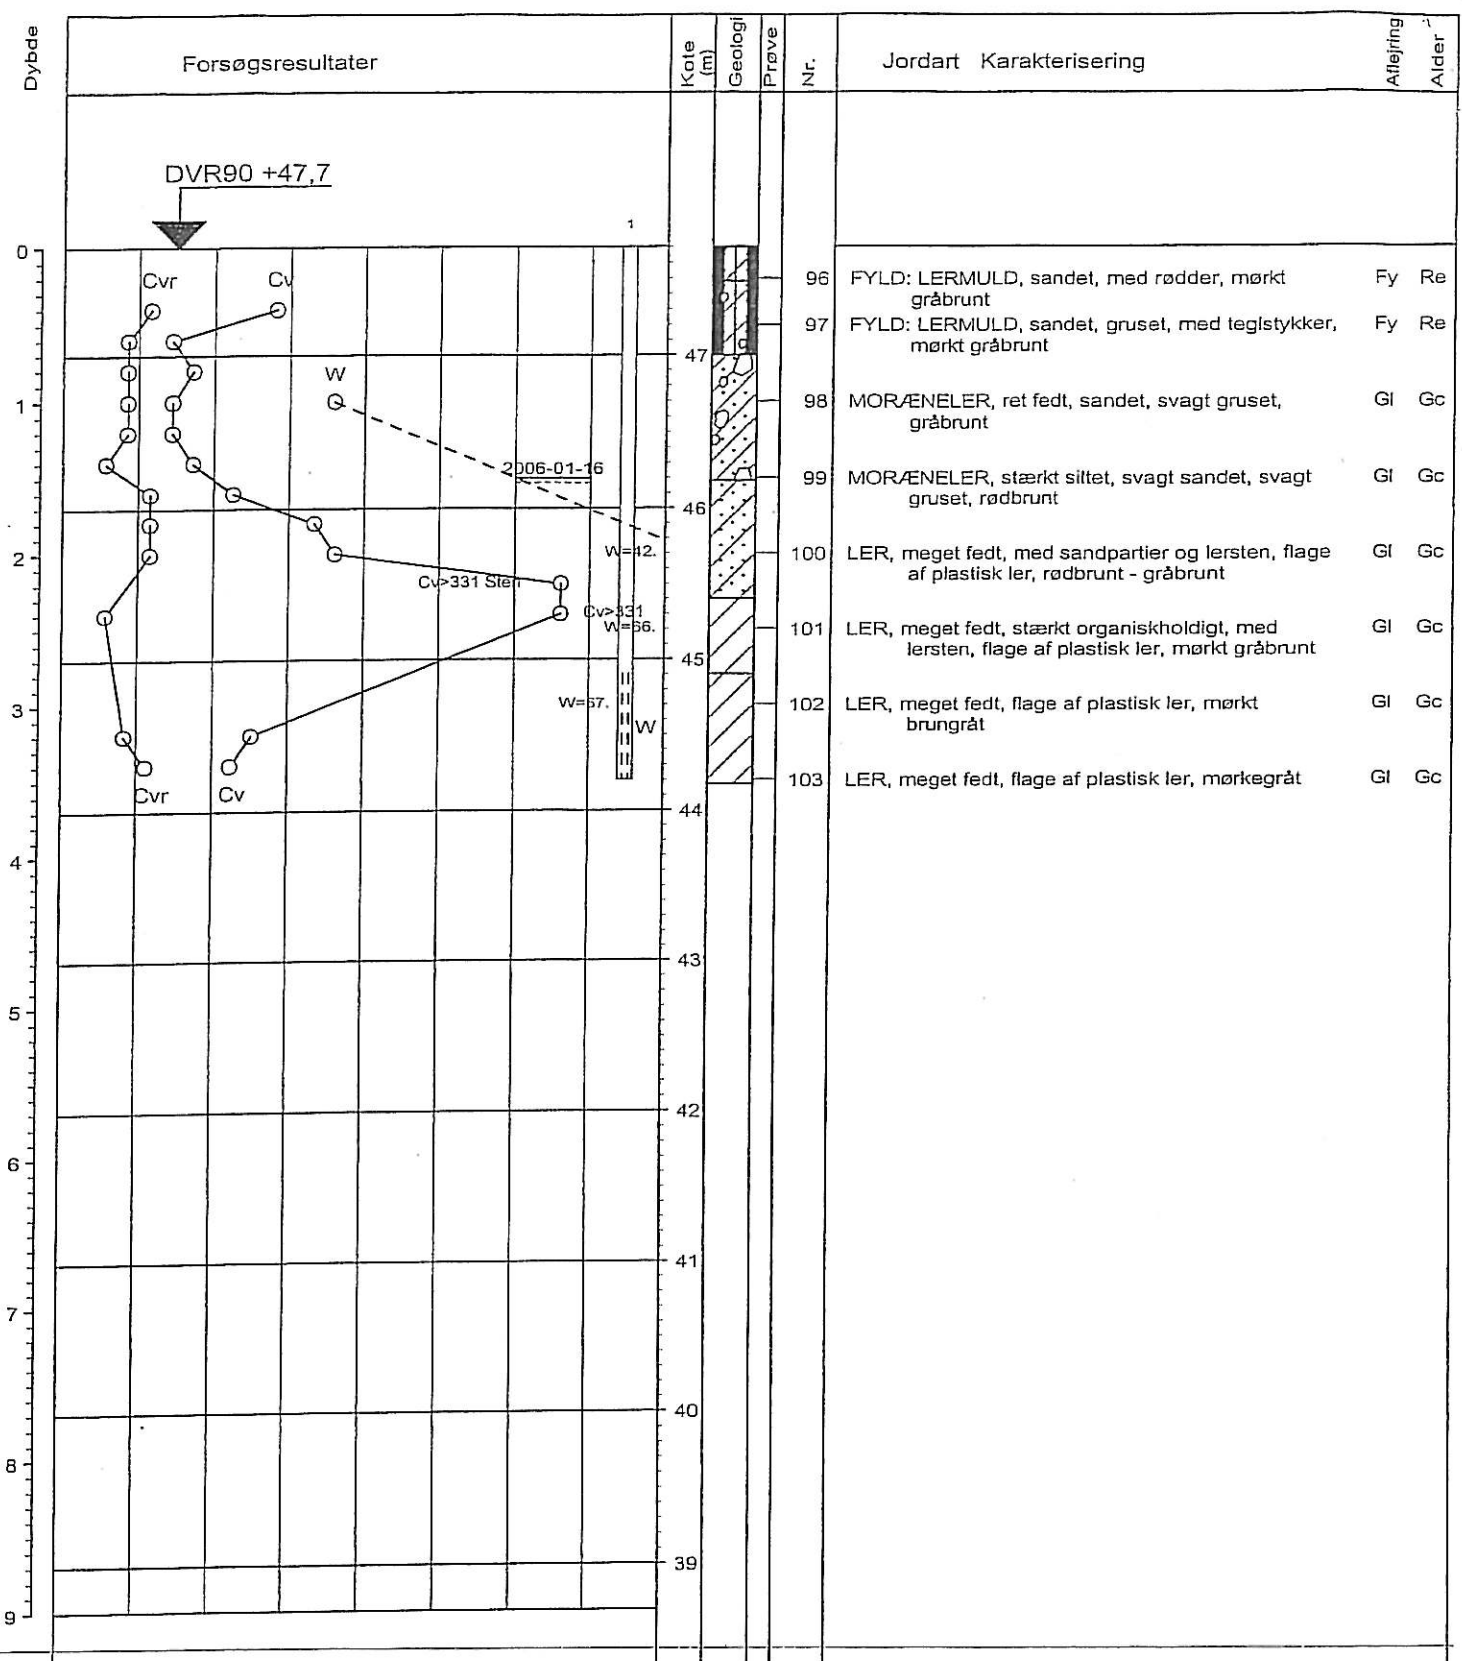 Dybde
Forsøgsresultater
Kote
(m)
Geologi
Prøve
Nr.
Jordart Karakterisering
Aflejring
Alder
DVR90 +47,7
1
0
Cvr
Cv
96
FYLD: LERMULD, sandet, med rødder, mørkt
gråbrunt
Fy
Re
97
FYLD: LERMULD, sandet, gruset, med teglstykker,
mørkt gråbrunt
Fy
Re
47
W
1
98
MORÆNELER, ret fedt, sandet, svagt gruset,
gråbrunt
Gl
Gc
2006-01-16
99
MORÆNELER, stærkt siltet, svagt sandet, svagt
gruset, rødbrunt
Gl
Gc
46
2
W=42.
100
LER, meget fedt, med sandpartier og lersten, flage
af plastisk ler, rødbrunt - gråbrunt
Gl
Gc
Cv>331 Sten
Cv>331
W=66.
101
LER, meget fedt, stærkt organiskholdigt, med
lersten, flage af plastisk ler, mørkt gråbrunt
Gl
Gc
45
3
W=67.
W
102
LER, meget fedt, flage af plastisk ler, mørkt
brungråt
Gl
Gc
103
LER, meget fedt, flage af plastisk ler, mørkegråt
Gl
Gc
Cvr
Cv
44
4
43
5
42
6
41
7
40
8
39
9